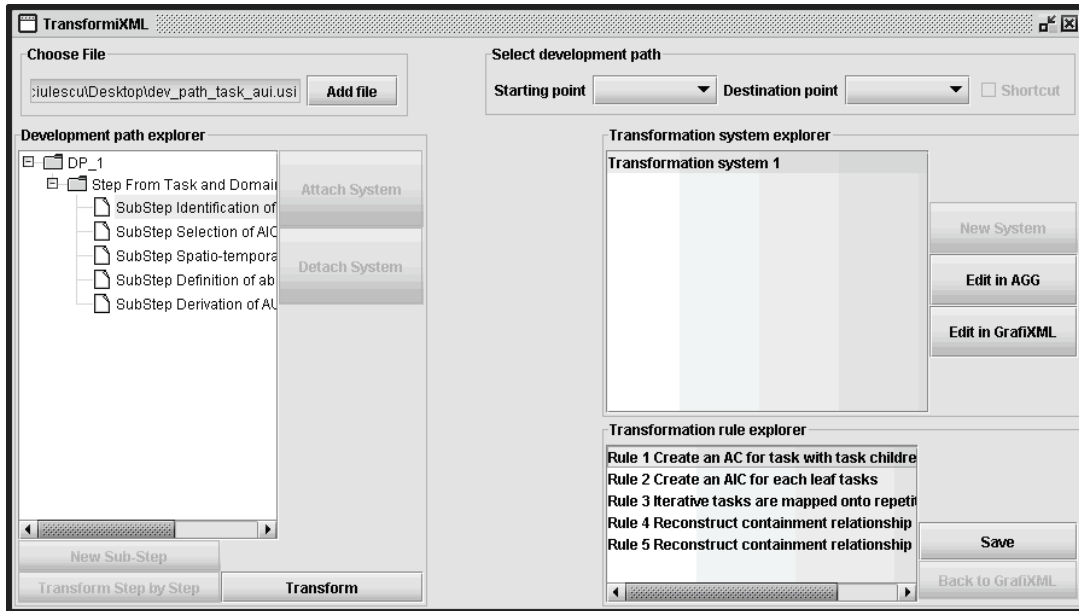 TransformiXML
Choose File
:iulescu\Desktop\dev_path_task_aui.usi
Add file
Select development path
Starting point
Destination point
Shortcut
Development path explorer
DP_1
Step From Task and Domai
SubStep Identification of
SubStep Selection of AIC
SubStep Spatio-tempora
SubStep Definition of ab
SubStep Derivation of AU
Attach System
Detach System
New Sub-Step
Transform Step by Step
Transform
Transformation system explorer
Transformation system 1
New System
Edit in AGG
Edit in GrafiXML
Transformation rule explorer
Rule 1 Create an AC for task with task childre
Rule 2 Create an AIC for each leaf tasks
Rule 3 Iterative tasks are mapped onto repetit
Rule 4 Reconstruct containment relationship
Rule 5 Reconstruct containment relationship
Save
Back to GrafiXML